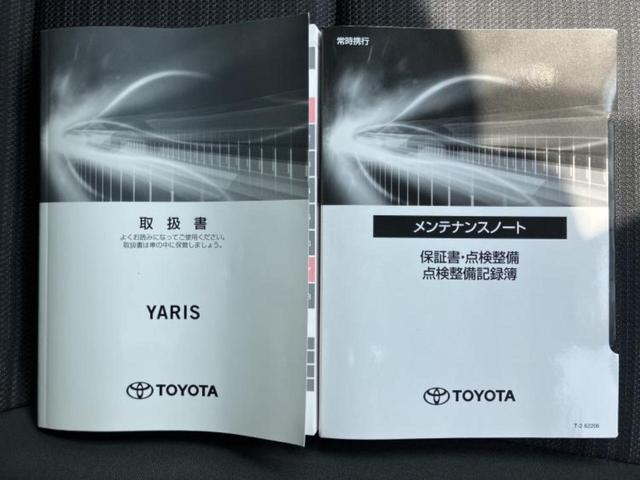 取扱書
よくお読みになってご使用ください。
取扱書は車の中に保管しましょう。
YARIS
TOYOTA
常時携行
メンテナンスノート
保証書・点検整備
点検整備記録簿
TOYOTA
T-2 62206